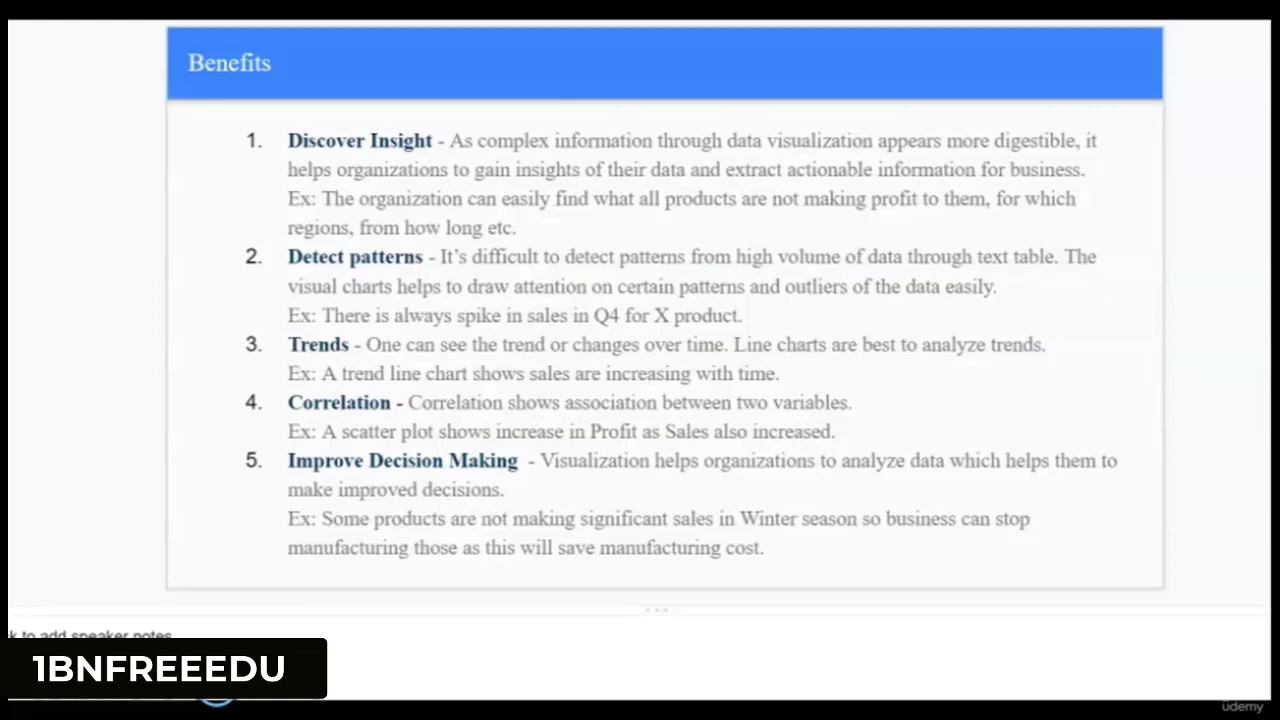 Benefits
1. Discover Insight - As complex information through data visualization appears more digestible, it
helps organizations to gain insights of their data and extract actionable information for business.
Ex: The organization can easily find what all products are not making profit to them, for which
regions, from how long etc.
2. Detect patterns - It’s difficult to detect patterns from high volume of data through text table. The
visual charts helps to draw attention on certain patterns and outliers of the data easily.
Ex: There is always spike in sales in Q4 for X product.
3. Trends - One can see the trend or changes over time. Line charts are best to analyze trends.
Ex: A trend line chart shows sales are increasing with time.
4. Correlation - Correlation shows association between two variables.
Ex: A scatter plot shows increase in Profit as Sales also increased.
5. Improve Decision Making - Visualization helps organizations to analyze data which helps them to
make improved decisions.
Ex: Some products are not making significant sales in Winter season so business can stop
manufacturing those as this will save manufacturing cost.
k to add speaker notes
1BNFREEEDU
ûdemy